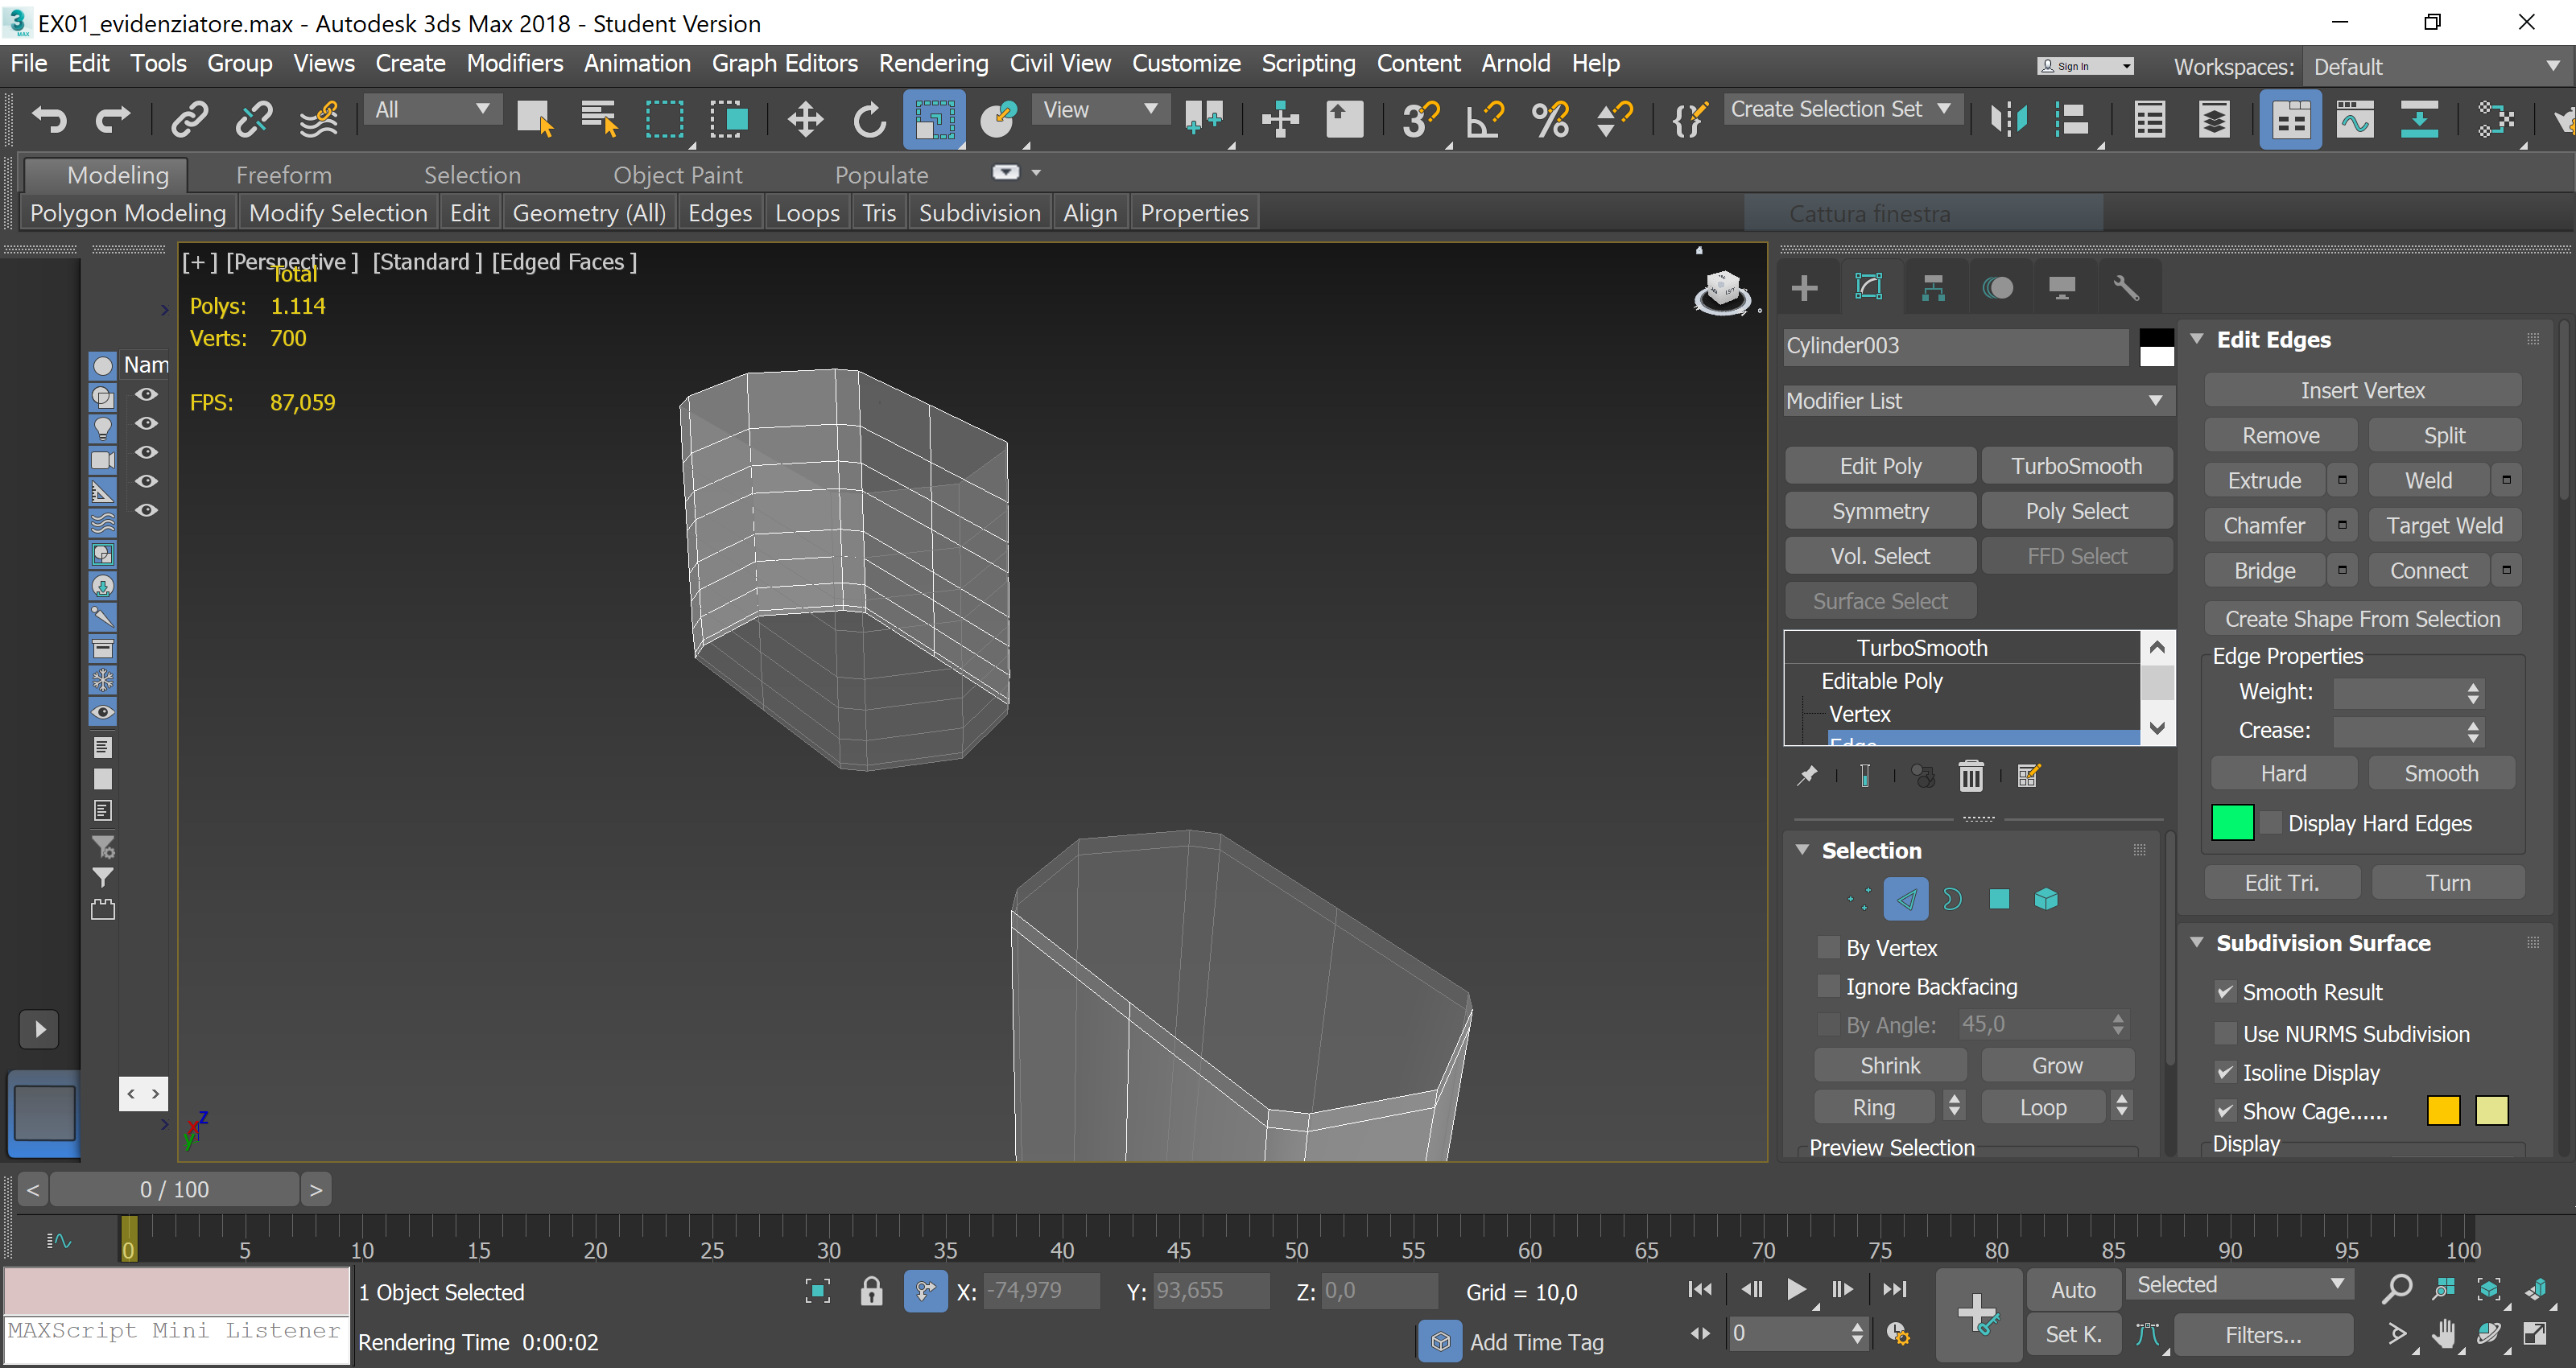 EX01_evidenziatore.max - Autodesk 3ds Max 2018 - Student Version
File Edit Tools Group Views Create Modifiers Animation Graph Editors Rendering Civil View Customize Scripting Content Arnold Help
Sign In Workspaces: Default
All View Create Selection Set
Modeling Freeform Selection Object Paint Populate
Polygon Modeling Modify Selection Edit Geometry (All) Edges Loops Tris Subdivision Align Properties
Cattura finestra
[+] [Perspective] [Standard] [Edged Faces]
Total
Polys: 1.114
Verts: 700
FPS: 87,059
Nam
Cylinder003
Modifier List
Edit Poly TurboSmooth
Symmetry Poly Select
Vol. Select FFD Select
Surface Select
TurboSmooth
Editable Poly
Vertex
Edge
Selection
By Vertex
Ignore Backfacing
By Angle: 45,0
Shrink Grow
Ring Loop
Preview Selection
Edit Edges
Insert Vertex
Remove Split
Extrude Weld
Chamfer Target Weld
Bridge Connect
Create Shape From Selection
Edge Properties
Weight:
Crease:
Hard Smooth
Display Hard Edges
Edit Tri. Turn
Subdivision Surface
Smooth Result
Use NURMS Subdivision
Isoline Display
Show Cage......
Display
z
x
y
< 0 / 100 >
0 5 10 15 20 25 30 35 40 45 50 55 60 65 70 75 80 85 90 95 100
1 Object Selected X: -74,979 Y: 93,655 Z: 0,0 Grid = 10,0 Auto Selected
MAXScript Mini Listener Rendering Time 0:00:02 Add Time Tag 0 Set K. Filters...